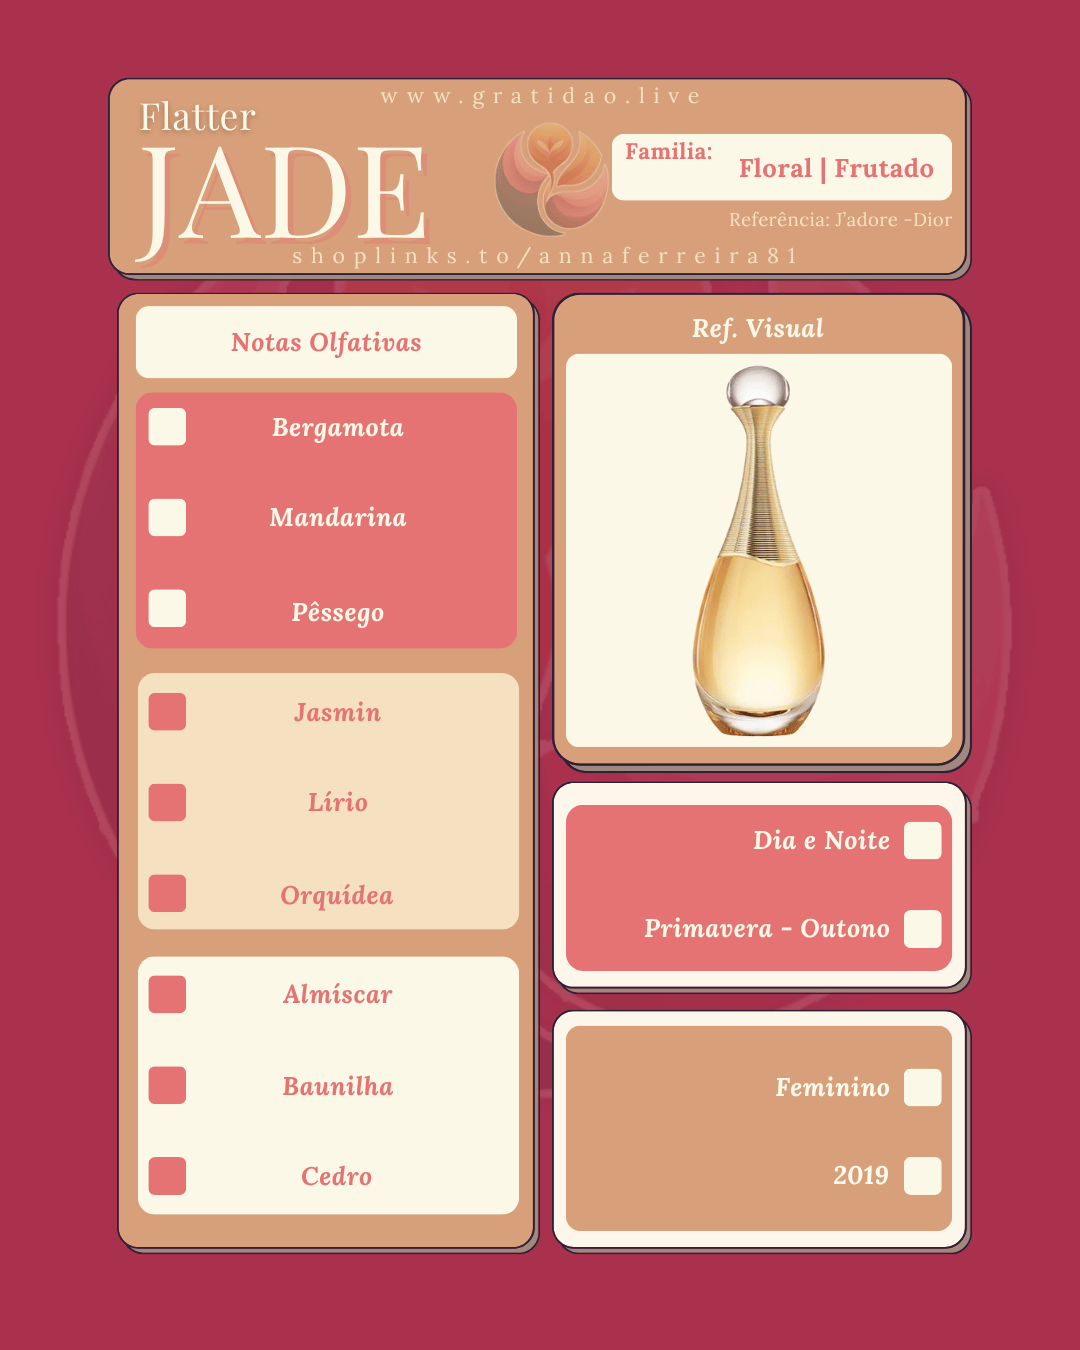 www.gratidao.live
Flatter
JADE
Familia:
Floral | Frutado
Referência: J'adore -Dior
shoplinks.to/annaferreira81
Notas Olfativas
Bergamota
Mandarina
Pêssego
Jasmin
Lírio
Orquídea
Almíscar
Baunilha
Cedro
Ref. Visual
Dia e Noite
Primavera - Outono
Feminino
2019